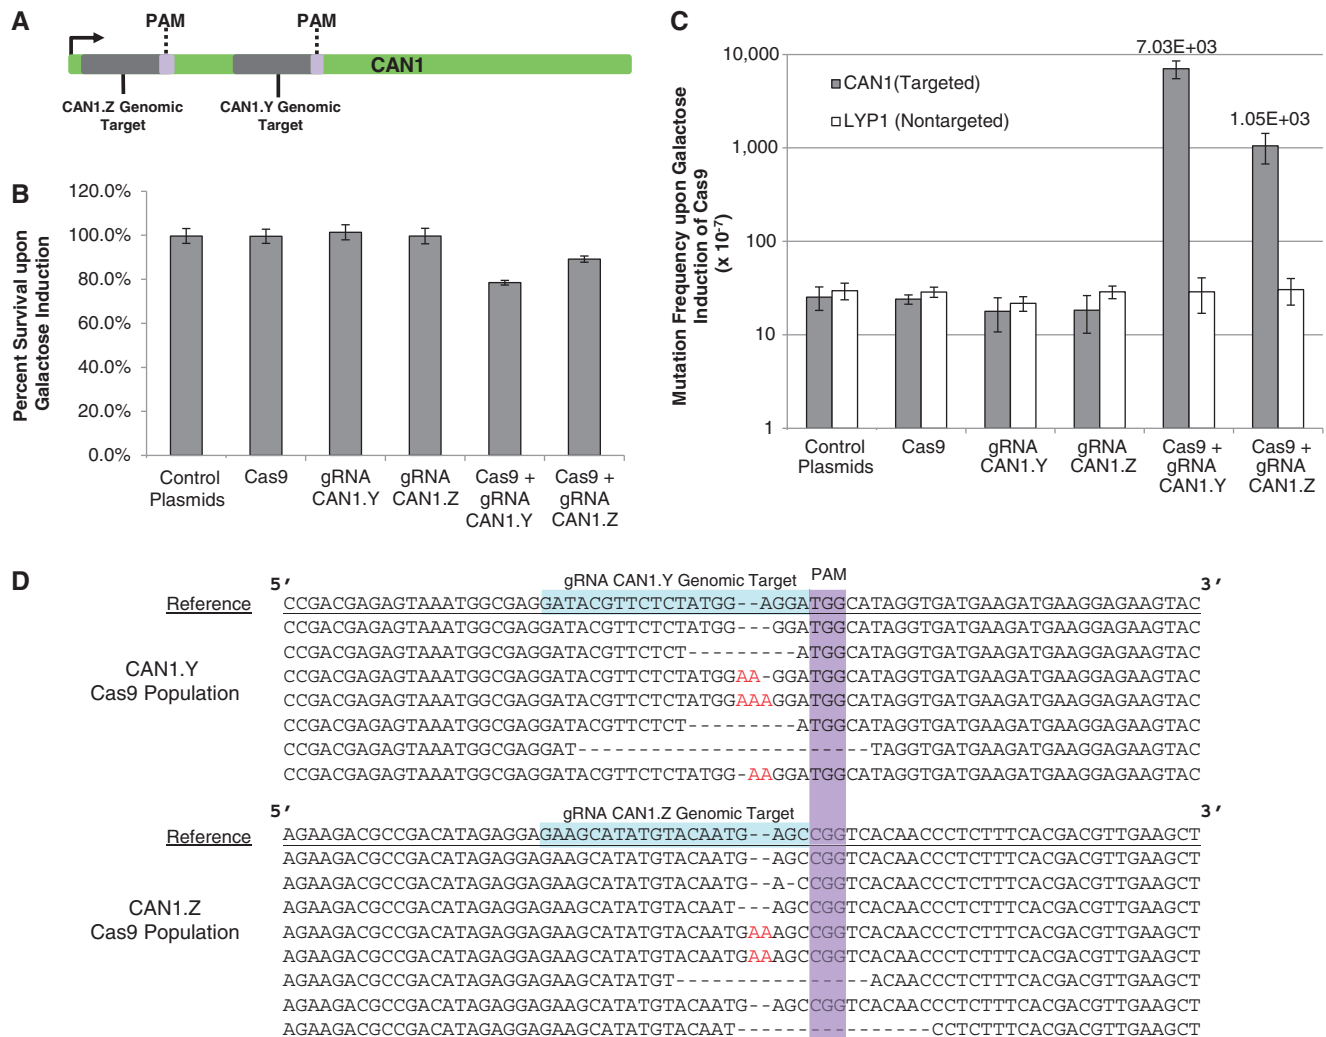 A
PAM
PAM
CAN1
CAN1.Z Genomic
Target
CAN1.Y Genomic
Target
B
Percent Survival upon
Galactose Induction
120.0%
100.0%
80.0%
60.0%
40.0%
20.0%
0.0%
Control
Plasmids
Cas9
gRNA
CAN1.Y
gRNA
CAN1.Z
Cas9 +
gRNA
CAN1.Y
Cas9 +
gRNA
CAN1.Z
C
Mutation Frequency upon Galactose
Induction of Cas9
(x 10⁻⁷)
10,000
1,000
100
10
1
CAN1(Targeted)
LYP1 (Nontargeted)
7.03E+03
1.05E+03
Control
Plasmids
Cas9
gRNA
CAN1.Y
gRNA
CAN1.Z
Cas9 +
gRNA
CAN1.Y
Cas9 +
gRNA
CAN1.Z
D
5′
gRNA CAN1.Y Genomic Target
PAM
3′
Reference
CCGACGAGAGTAAATGGCGAGGATACGTTCTCTATGG--AGGATGGCATAGGTGATGAAGATGAAGGAGAAGTAC
CCGACGAGAGTAAATGGCGAGGATACGTTCTCTATGG---GGATGGCATAGGTGATGAAGATGAAGGAGAAGTAC
CCGACGAGAGTAAATGGCGAGGATACGTTCTCT---------ATGGCATAGGTGATGAAGATGAAGGAGAAGTAC
CAN1.Y
Cas9 Population
CCGACGAGAGTAAATGGCGAGGATACGTTCTCTATGGAA-GGATGGCATAGGTGATGAAGATGAAGGAGAAGTAC
CCGACGAGAGTAAATGGCGAGGATACGTTCTCTATGGAAAGGATGGCATAGGTGATGAAGATGAAGGAGAAGTAC
CCGACGAGAGTAAATGGCGAGGATACGTTCTCT---------ATGGCATAGGTGATGAAGATGAAGGAGAAGTAC
CCGACGAGAGTAAATGGCGAGGAT------------------------TAGGTGATGAAGATGAAGGAGAAGTAC
CCGACGAGAGTAAATGGCGAGGATACGTTCTCTATGG-AAGGATGGCATAGGTGATGAAGATGAAGGAGAAGTAC
5′
gRNA CAN1.Z Genomic Target
3′
Reference
AGAAGACGCCGACATAGAGGAGAAGCATATGTACAATG--AGCCGGTCACAACCCTCTTTCACGACGTTGAAGCT
AGAAGACGCCGACATAGAGGAGAAGCATATGTACAATG--AGCCGGTCACAACCCTCTTTCACGACGTTGAAGCT
AGAAGACGCCGACATAGAGGAGAAGCATATGTACAATG--A-CCGGTCACAACCCTCTTTCACGACGTTGAAGCT
CAN1.Z
Cas9 Population
AGAAGACGCCGACATAGAGGAGAAGCATATGTACAAT---AGCCGGTCACAACCCTCTTTCACGACGTTGAAGCT
AGAAGACGCCGACATAGAGGAGAAGCATATGTACAATGAAAGCCGGTCACAACCCTCTTTCACGACGTTGAAGCT
AGAAGACGCCGACATAGAGGAGAAGCATATGTACAATGAAAGCCGGTCACAACCCTCTTTCACGACGTTGAAGCT
AGAAGACGCCGACATAGAGGAGAAGCATATGT----------------ACAACCCTCTTTCACGACGTTGAAGCT
AGAAGACGCCGACATAGAGGAGAAGCATATGTACAATG--AGCCGGTCACAACCCTCTTTCACGACGTTGAAGCT
AGAAGACGCCGACATAGAGGAGAAGCATATGTACAAT----------------CCTCTTTCACGACGTTGAAGCT